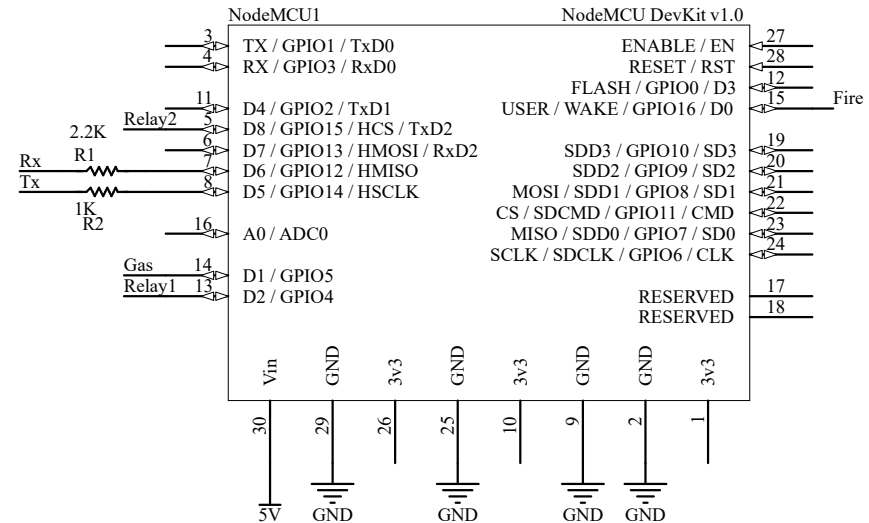 NodeMCU1
NodeMCU DevKit v1.0
3 TX / GPIO1 / TxD0
4 RX / GPIO3 / RxD0
11 D4 / GPIO2 / TxD1
Relay2 5 D8 / GPIO15 / HCS / TxD2
6 D7 / GPIO13 / HMOSI / RxD2
2.2K
R1
Rx 7 D6 / GPIO12 / HMISO
Tx 8 D5 / GPIO14 / HSCLK
1K
R2
16 A0 / ADC0
Gas 14 D1 / GPIO5
Relay1 13 D2 / GPIO4
ENABLE / EN 27
RESET / RST 28
FLASH / GPIO0 / D3 12
USER / WAKE / GPIO16 / D0 15 Fire
SDD3 / GPIO10 / SD3 19
SDD2 / GPIO9 / SD2 20
MOSI / SDD1 / GPIO8 / SD1 21
CS / SDCMD / GPIO11 / CMD 22
MISO / SDD0 / GPIO7 / SD0 23
SCLK / SDCLK / GPIO6 / CLK 24
RESERVED 17
RESERVED 18
Vin GND 3v3 GND 3v3 GND GND 3v3
30 29 26 25 10 9 2 1
5V GND GND GND GND